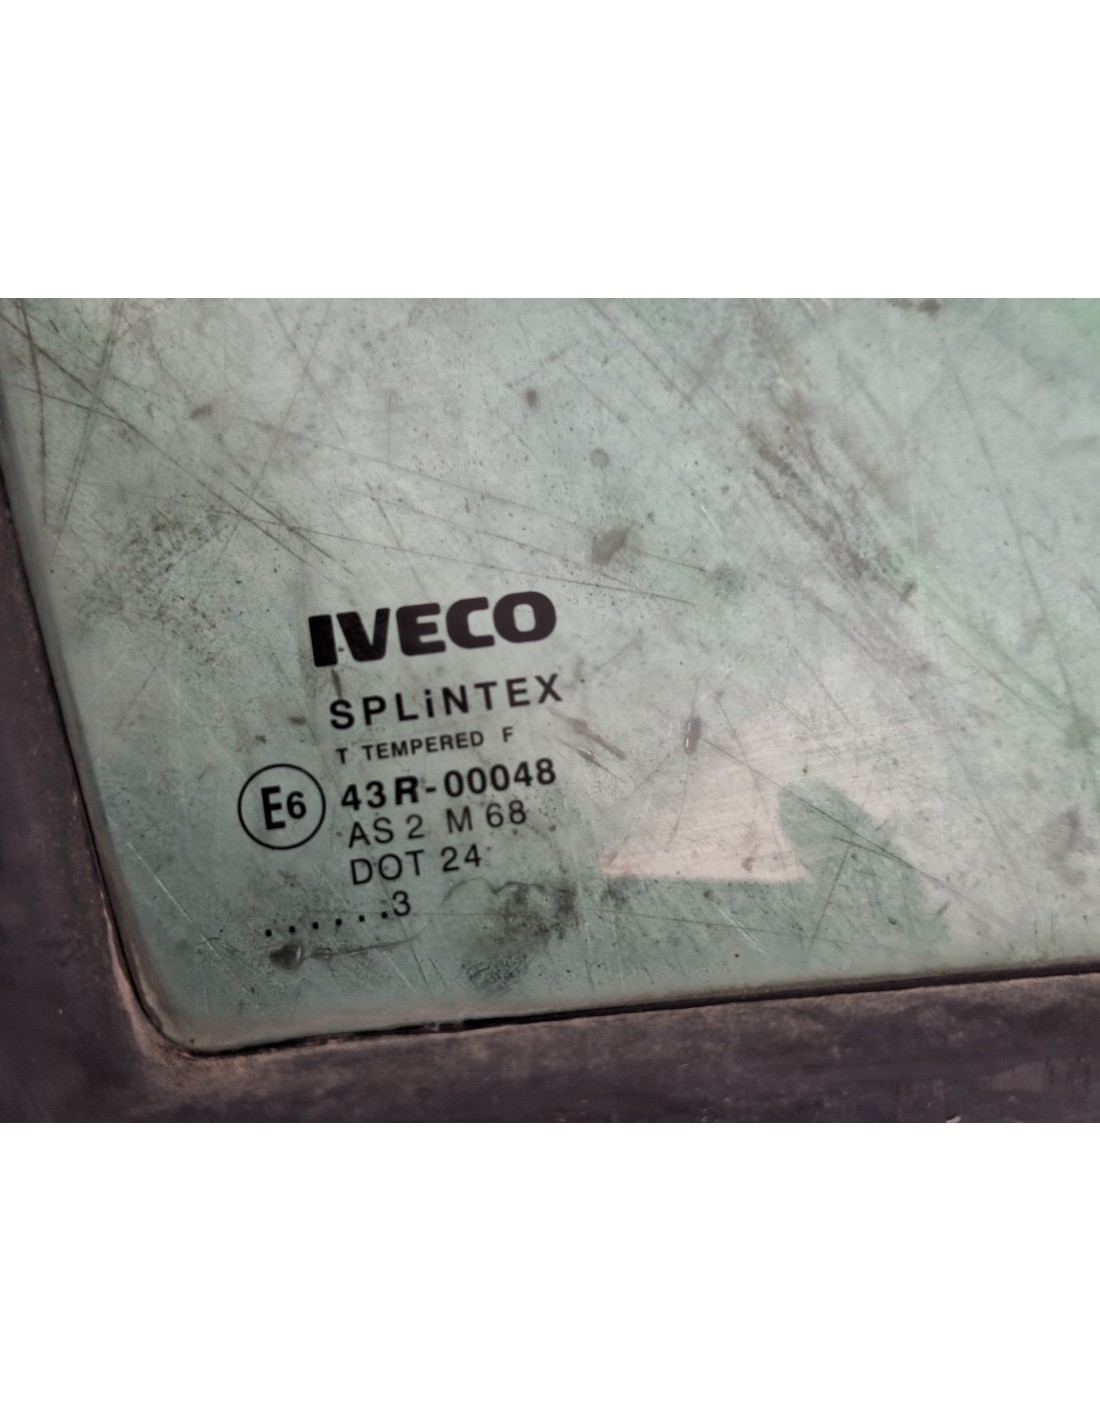 IVECO
SPLiNTEX
T TEMPERED F
E6 43R-00048
AS 2 M 68
DOT 24
......3